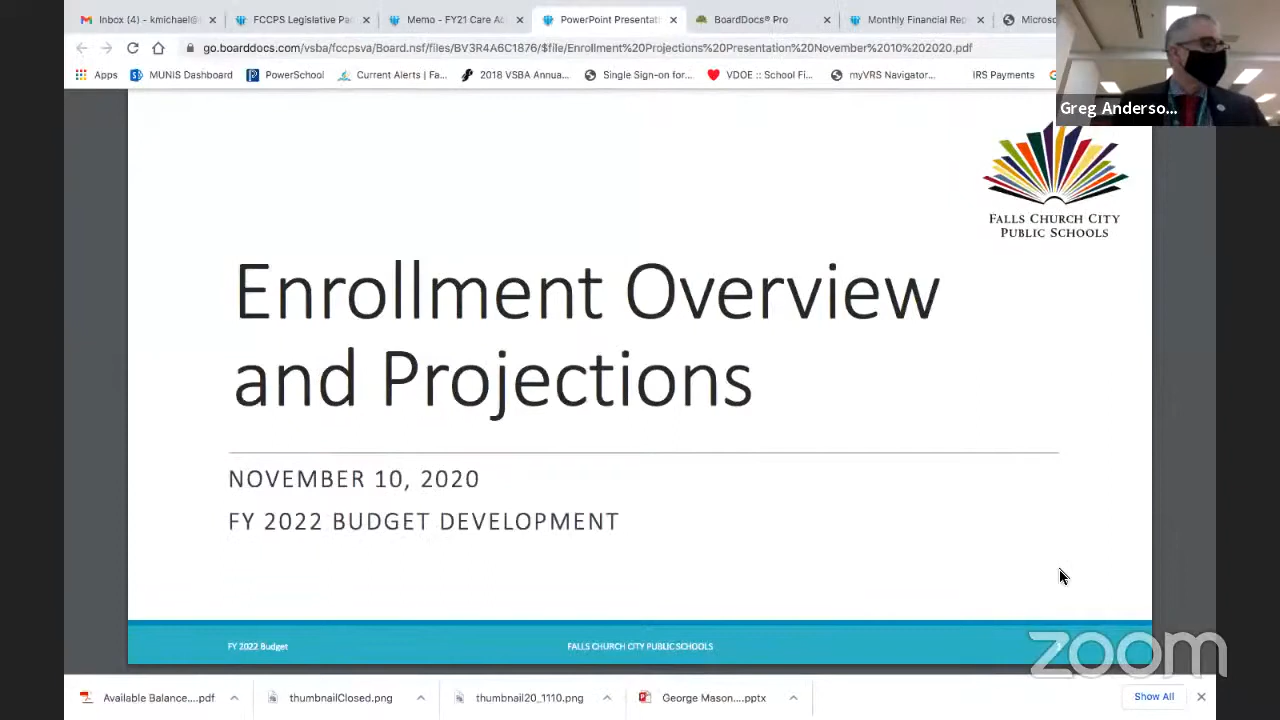 Inbox (4) - kmichael@
FCCPS Legislative Pa
Memo - FY21 Care Ac
PowerPoint Presentati
BoardDocs® Pro
Monthly Financial Rep
Microso
go.boarddocs.com/vsba/fccpsva/Board.nsf/files/BV3R4A6C1876/$file/Enrollment%20Projections%20Presentation%20November%2010%202020.pdf
Apps
MUNIS Dashboard
PowerSchool
Current Alerts | Fa...
2018 VSBA Annua...
Single Sign-on for...
VDOE :: School Fi...
myVRS Navigator...
IRS Payments
Greg Anderso...
FALLS CHURCH CITY
PUBLIC SCHOOLS
Enrollment Overview
and Projections
NOVEMBER 10, 2020
FY 2022 BUDGET DEVELOPMENT
FY 2022 Budget
FALLS CHURCH CITY PUBLIC SCHOOLS
zoom
Available Balance....pdf
thumbnailClosed.png
thumbnail20_1110.png
George Mason....pptx
Show All